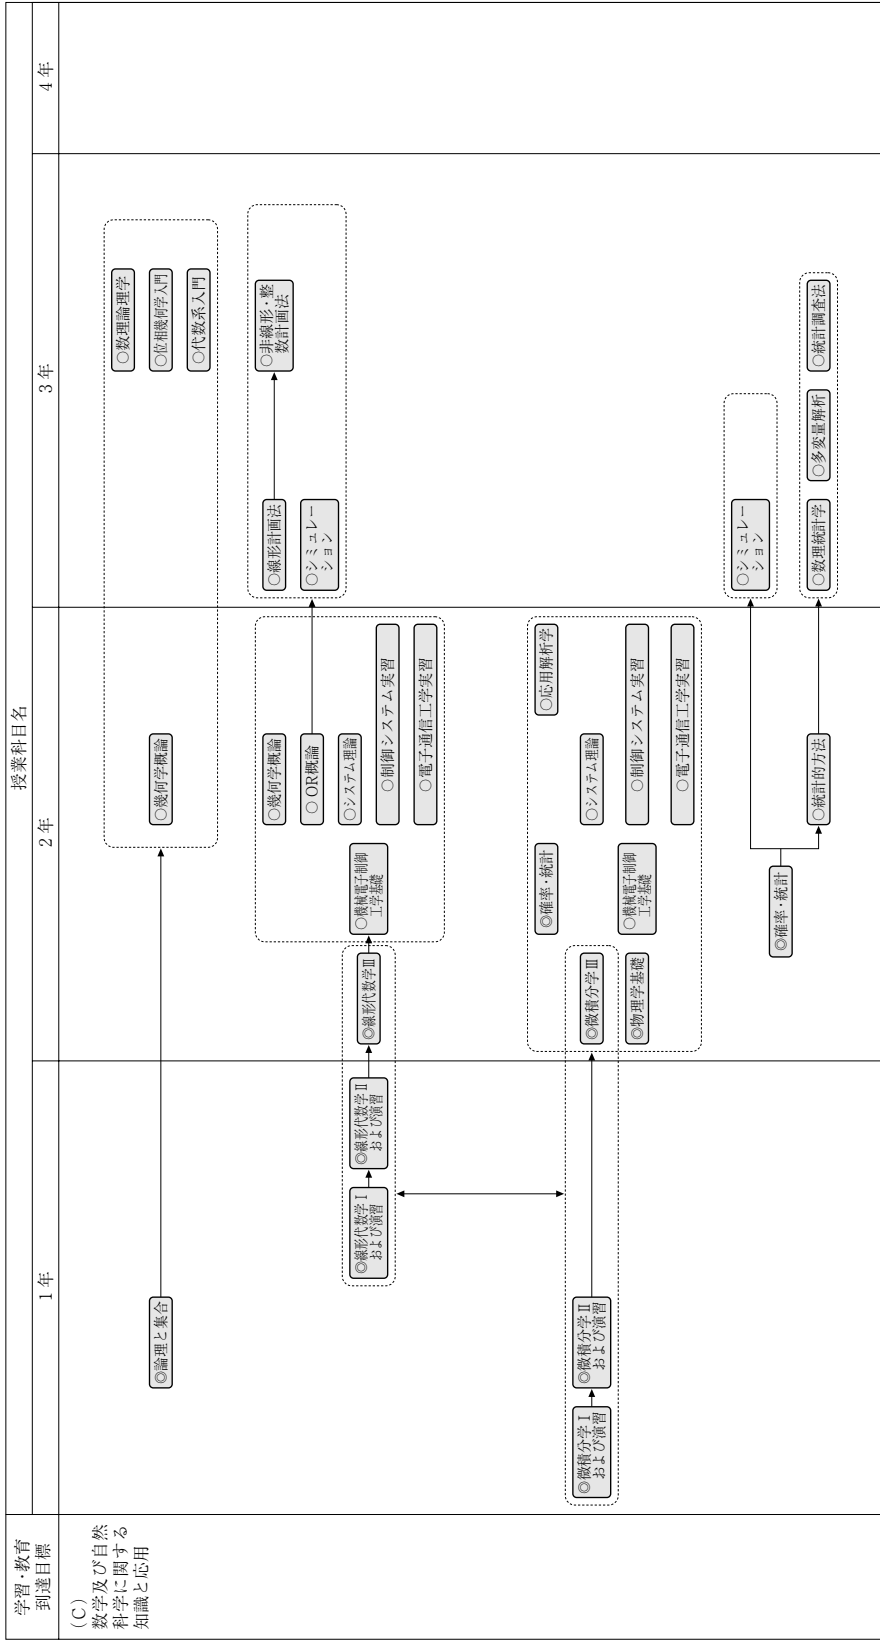 学習・教育
到達目標
授業科目名
1年
2年
3年
4年
(C)
数学及び自然
科学に関する
知識と応用
◎論理と集合
○幾何学概論
○数理論理学
○位相幾何学入門
○代数系入門
◎線形代数学Ⅰ
および演習
◎線形代数学Ⅱ
および演習
◎線形代数学Ⅲ
○機械電子制御
工学基礎
○幾何学概論
○OR概論
○システム理論
○制御システム実習
○電子通信工学実習
○線形計画法
○シミュレー
ション
○非線形・整
数計画法
◎微積分学Ⅰ
および演習
◎微積分学Ⅱ
および演習
◎微積分学Ⅲ
◎物理学基礎
◎確率・統計
○機械電子制御
工学基礎
○応用解析学
○システム理論
○制御システム実習
○電子通信工学実習
◎確率・統計
○統計的方法
○シミュレー
ション
○数理統計学
○多変量解析
○統計調査法